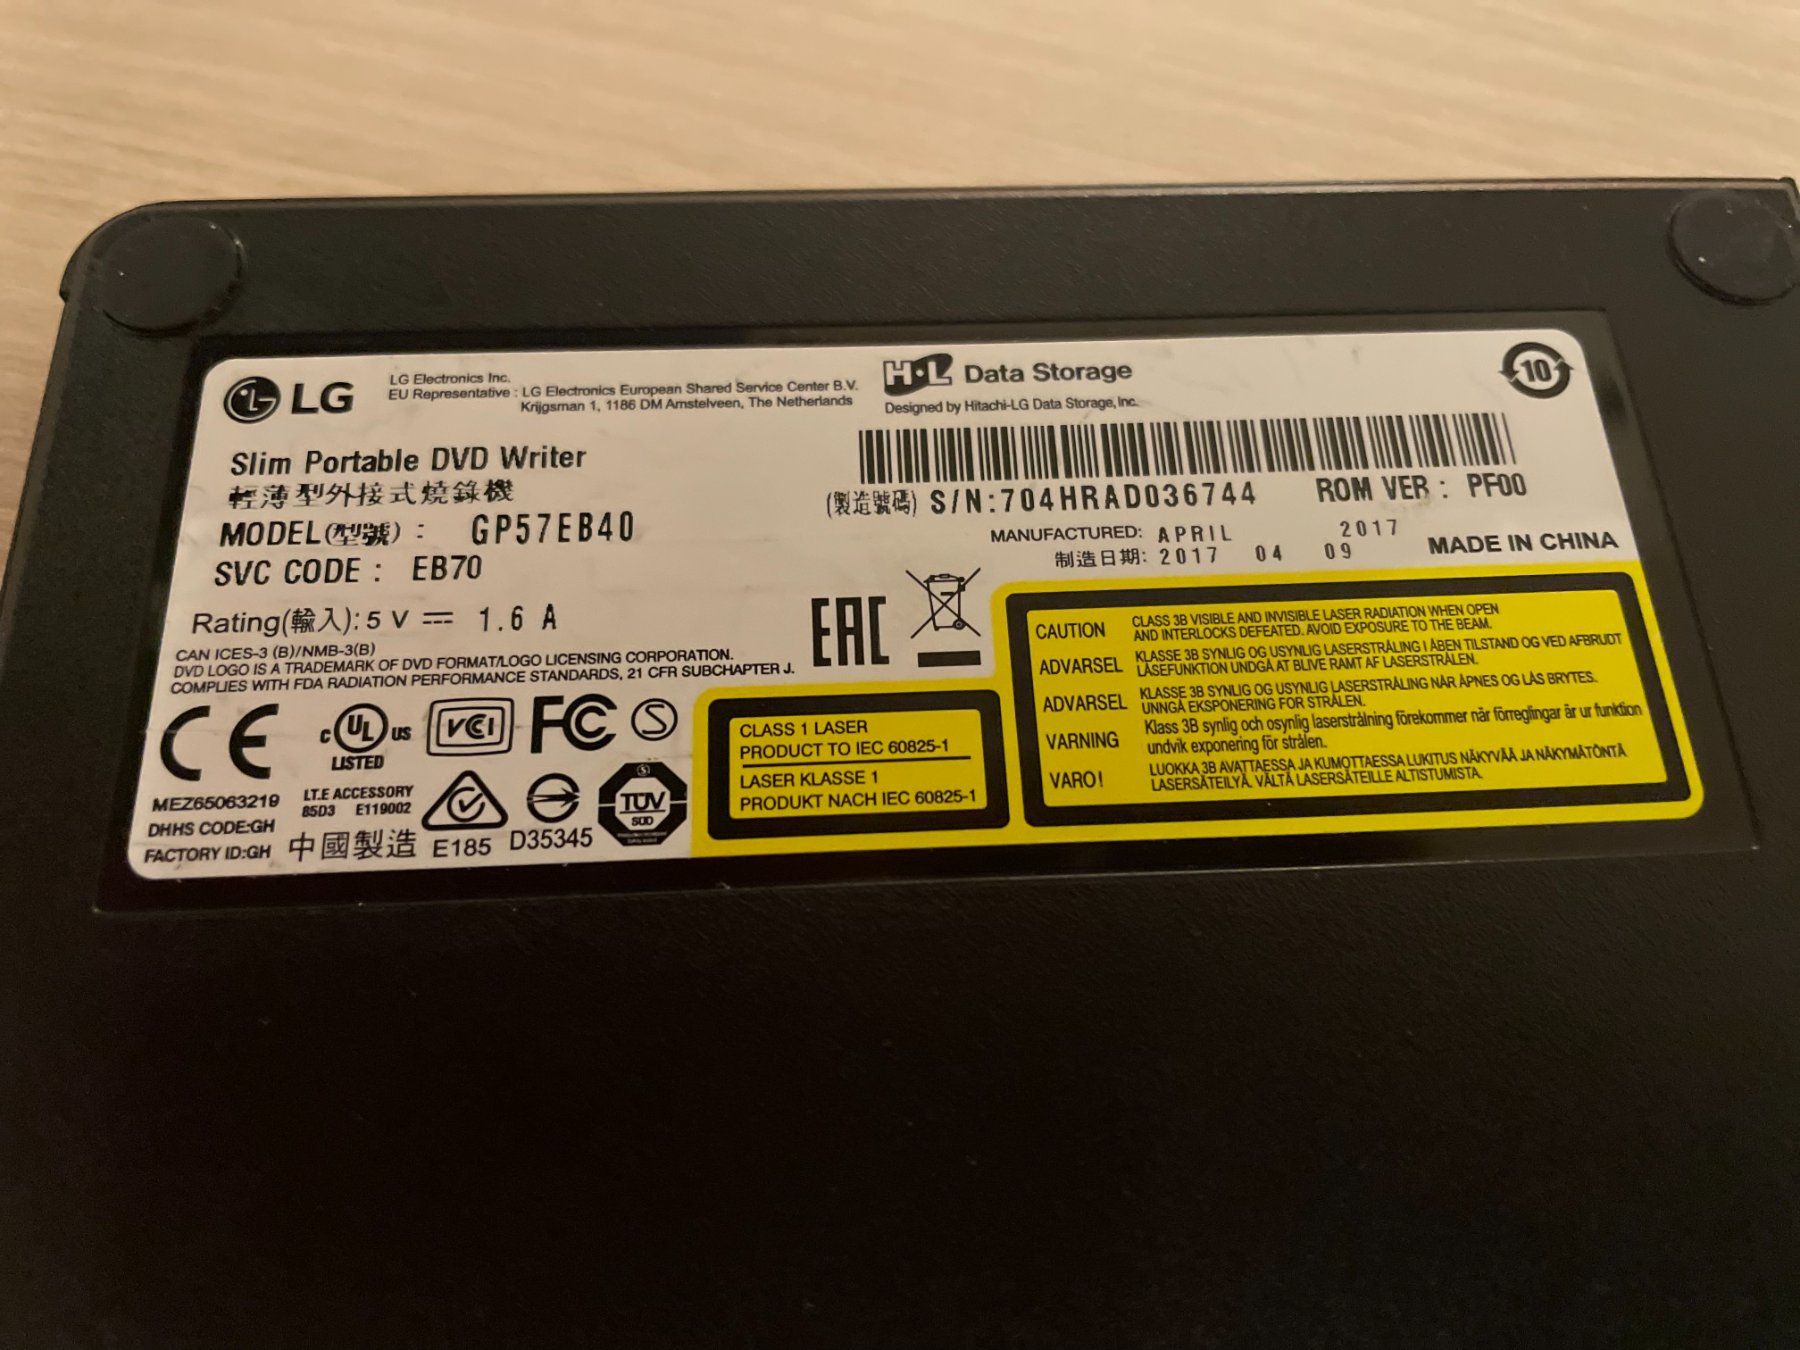 LG
LG Electronics Inc.
EU Representative : LG Electronics European Shared Service Center B.V.
Krijgsman 1, 1186 DM Amstelveen, The Netherlands
H·L Data Storage
Designed by Hitachi-LG Data Storage, Inc.
10
Slim Portable DVD Writer
輕薄型外接式燒錄機
MODEL(型號) : GP57EB40
SVC CODE : EB70
(製造號碼) S/N:704HRAD036744 ROM VER : PF00
MANUFACTURED: APRIL 2017
制造日期: 2017 04 09 MADE IN CHINA
Rating(輸入): 5 V 1.6 A
CAN ICES-3 (B)/NMB-3(B)
DVD LOGO IS A TRADEMARK OF DVD FORMAT/LOGO LICENSING CORPORATION.
COMPLIES WITH FDA RADIATION PERFORMANCE STANDARDS, 21 CFR SUBCHAPTER J.
EAC
CE
c UL us
LISTED
VCI
FC
S
MEZ65063219
DHHS CODE:GH
FACTORY ID:GH
I.T.E ACCESSORY
85D3 E119002
中國製造
E185
D35345
TÜV
SÜD
CLASS 1 LASER
PRODUCT TO IEC 60825-1
LASER KLASSE 1
PRODUKT NACH IEC 60825-1
CAUTION CLASS 3B VISIBLE AND INVISIBLE LASER RADIATION WHEN OPEN
AND INTERLOCKS DEFEATED. AVOID EXPOSURE TO THE BEAM.
ADVARSEL KLASSE 3B SYNLIG OG USYNLIG LASERSTRÅLING I ÅBEN TILSTAND OG VED AFBRUDT
LÅSEFUNKTION UNDGÅ AT BLIVE RAMT AF LASERSTRÅLEN.
ADVARSEL KLASSE 3B SYNLIG OG USYNLIG LASERSTRÅLING NÅR ÅPNES OG LÅS BRYTES.
UNNGÅ EKSPONERING FOR STRÅLEN.
VARNING Klass 3B synlig och osynlig laserstrålning förekommer när förreglingar är ur funktion
undvik exponering för strålen.
VARO! LUOKKA 3B AVATTAESSA JA KUMOTTAESSA LUKITUS NÄKYVÄÄ JA NÄKYMÄTÖNTÄ
LASERSÄTEILYÄ. VÄLTÄ LASERSÄTEILLE ALTISTUMISTA.